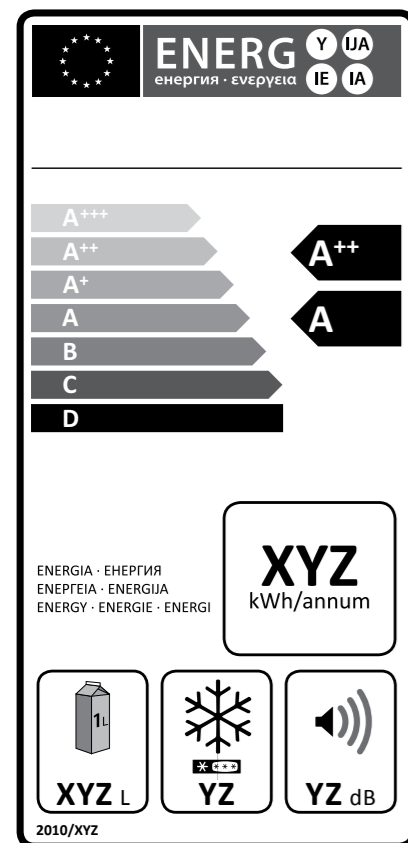 ENERG Y IJA
енергия · ενεργεια IE IA
A+++
A++
A+
A
B
C
D
A++
A
ENERGIA · ЕНЕРГИЯ
ΕΝΕΡΓΕΙΑ · ENERGIJA
ENERGY · ENERGIE · ENERGI
XYZ
kWh/annum
1L
XYZ L
YZ
YZ dB
2010/XYZ